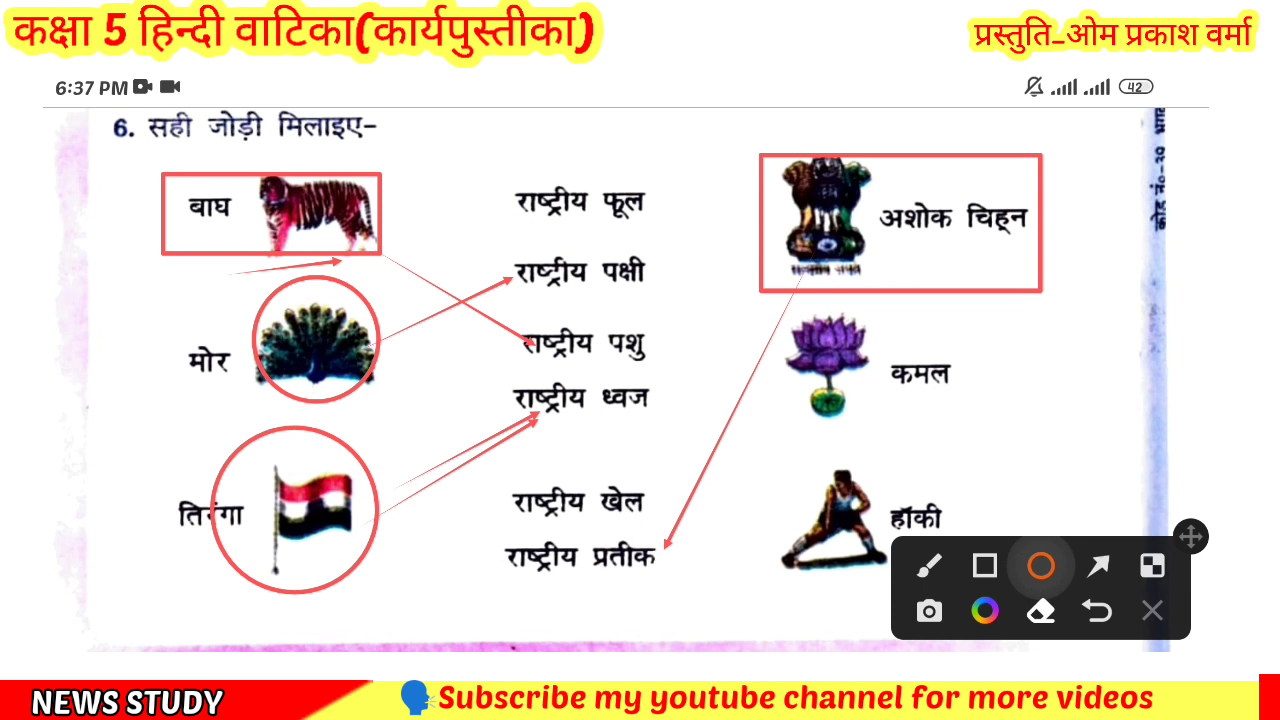 कक्षा 5 हिन्दी वाटिका(कार्यपुस्तीका)
प्रस्तुति-ओम प्रकाश वर्मा
6:37 PM
42
6. सही जोड़ी मिलाइए-
बाघ
राष्ट्रीय फूल
अशोक चिह्न
राष्ट्रीय पक्षी
मोर
राष्ट्रीय पशु
कमल
राष्ट्रीय ध्वज
तिरंगा
राष्ट्रीय खेल
हॉकी
राष्ट्रीय प्रतीक
NEWS STUDY
Subscribe my youtube channel for more videos